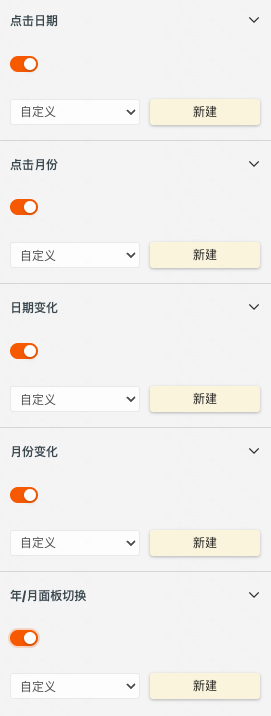 点击日期
自定义 新建
点击月份
自定义 新建
日期变化
自定义 新建
月份变化
自定义 新建
年/月面板切换
自定义 新建